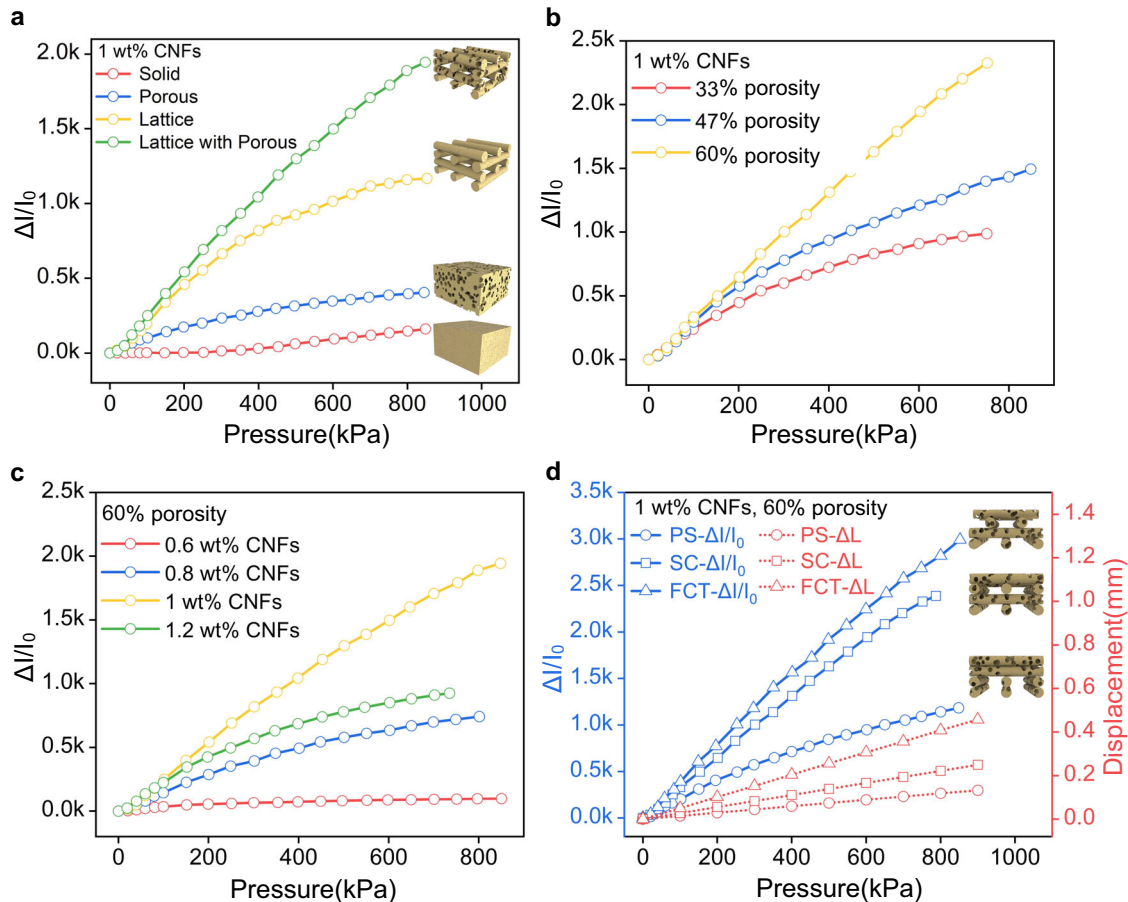 a
1 wt% CNFs
Solid
Porous
Lattice
Lattice with Porous
2.0k
1.5k
1.0k
0.5k
0.0k
ΔI/I₀
0 200 400 600 800 1000
Pressure(kPa)
b
1 wt% CNFs
33% porosity
47% porosity
60% porosity
2.5k
2.0k
1.5k
1.0k
0.5k
0.0k
ΔI/I₀
0 200 400 600 800
Pressure(kPa)
c
60% porosity
0.6 wt% CNFs
0.8 wt% CNFs
1 wt% CNFs
1.2 wt% CNFs
2.5k
2.0k
1.5k
1.0k
0.5k
0.0k
ΔI/I₀
0 200 400 600 800
Pressure(kPa)
d
1 wt% CNFs, 60% porosity
PS-ΔI/I₀ PS-ΔL
SC-ΔI/I₀ SC-ΔL
FCT-ΔI/I₀ FCT-ΔL
3.5k
3.0k
2.5k
2.0k
1.5k
1.0k
0.5k
0.0k
ΔI/I₀
1.4
1.2
1.0
0.8
0.6
0.4
0.2
0.0
Displacement(mm)
0 200 400 600 800 1000
Pressure(kPa)